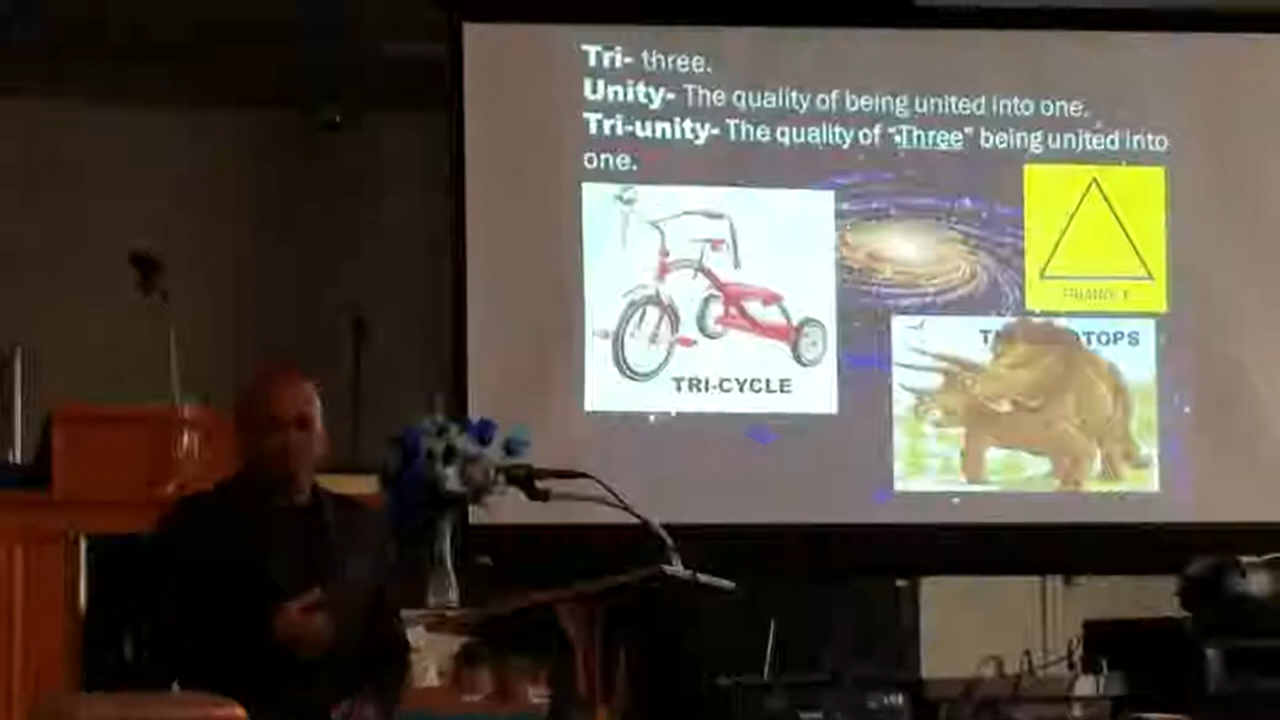 Tri- three.
Unity- The quality of being united into one.
Tri-unity- The quality of "Three" being united into
one.
TRIANGLE
TRI-CYCLE